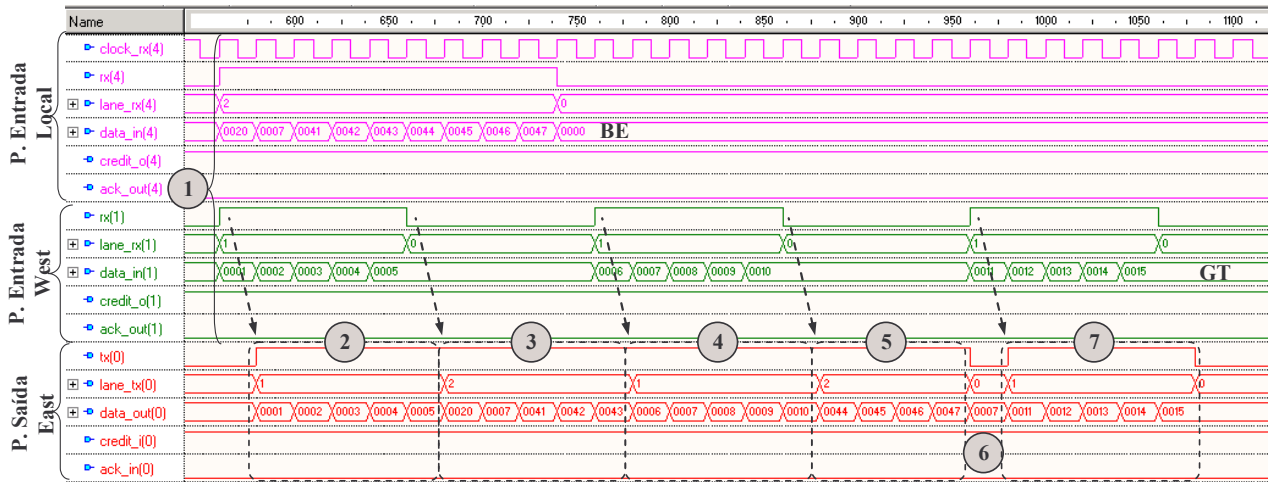 Name
600 650 700 750 800 850 900 950 1000 1050 1100
P. Entrada
Local
clock_rx(4)
rx(4)
lane_rx(4) 2 0
data_in(4) 0020 0007 0041 0042 0043 0044 0045 0046 0047 0000 BE
credit_o(4)
ack_out(4)
1
P. Entrada
West
rx(1)
lane_rx(1) 1 0 1 0 1 0
data_in(1) 0001 0002 0003 0004 0005 0006 0007 0008 0009 0010 0011 0012 0013 0014 0015 GT
credit_o(1)
ack_out(1)
P. Saída
East
2 3 4 5 7
tx(0)
lane_tx(0) 1 2 1 2 0 1 0
data_out(0) 0001 0002 0003 0004 0005 0020 0007 0041 0042 0043 0006 0007 0008 0009 0010 0044 0045 0046 0047 0007 0011 0012 0013 0014 0015
credit_i(0)
6
ack_in(0)